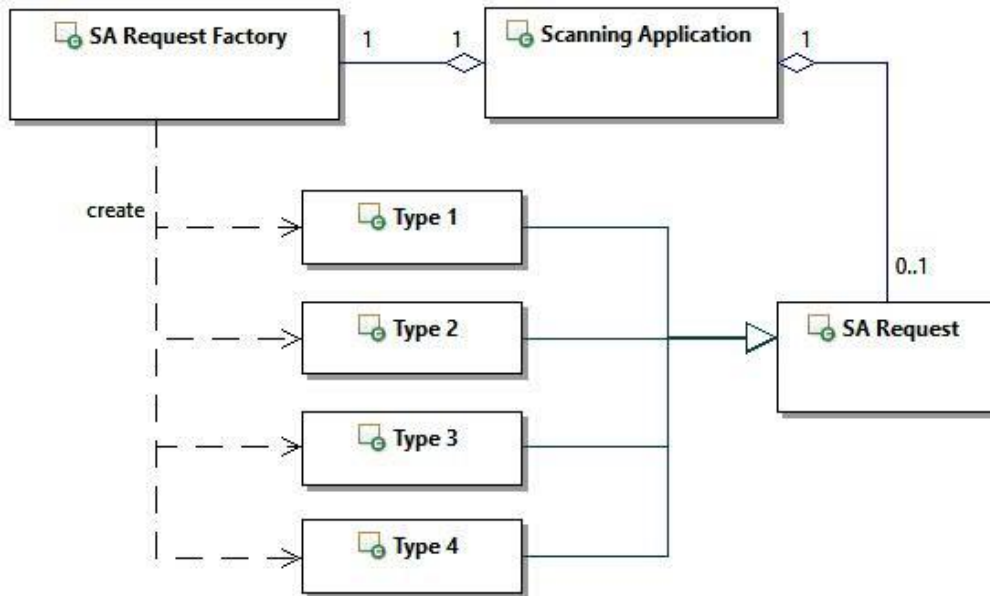 SA Request Factory
1
1
Scanning Application
1
create
Type 1
0..1
Type 2
SA Request
Type 3
Type 4